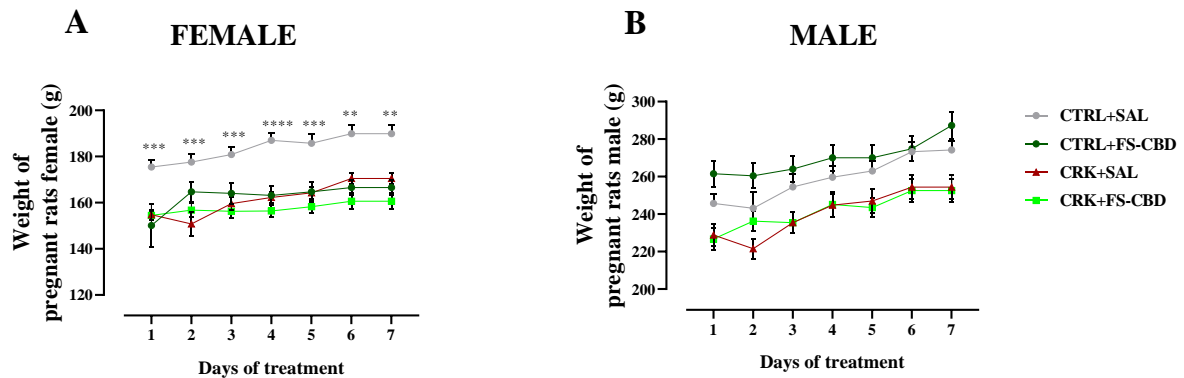 A
FEMALE
Weight of
pregnant rats female (g)
200
180
160
140
120
*** *** *** **** *** ** **
1 2 3 4 5 6 7
Days of treatment
B
MALE
Weight of
pregnant rats male (g)
300
280
260
240
220
200
1 2 3 4 5 6 7
Days of treatment
CTRL+SAL
CTRL+FS-CBD
CRK+SAL
CRK+FS-CBD